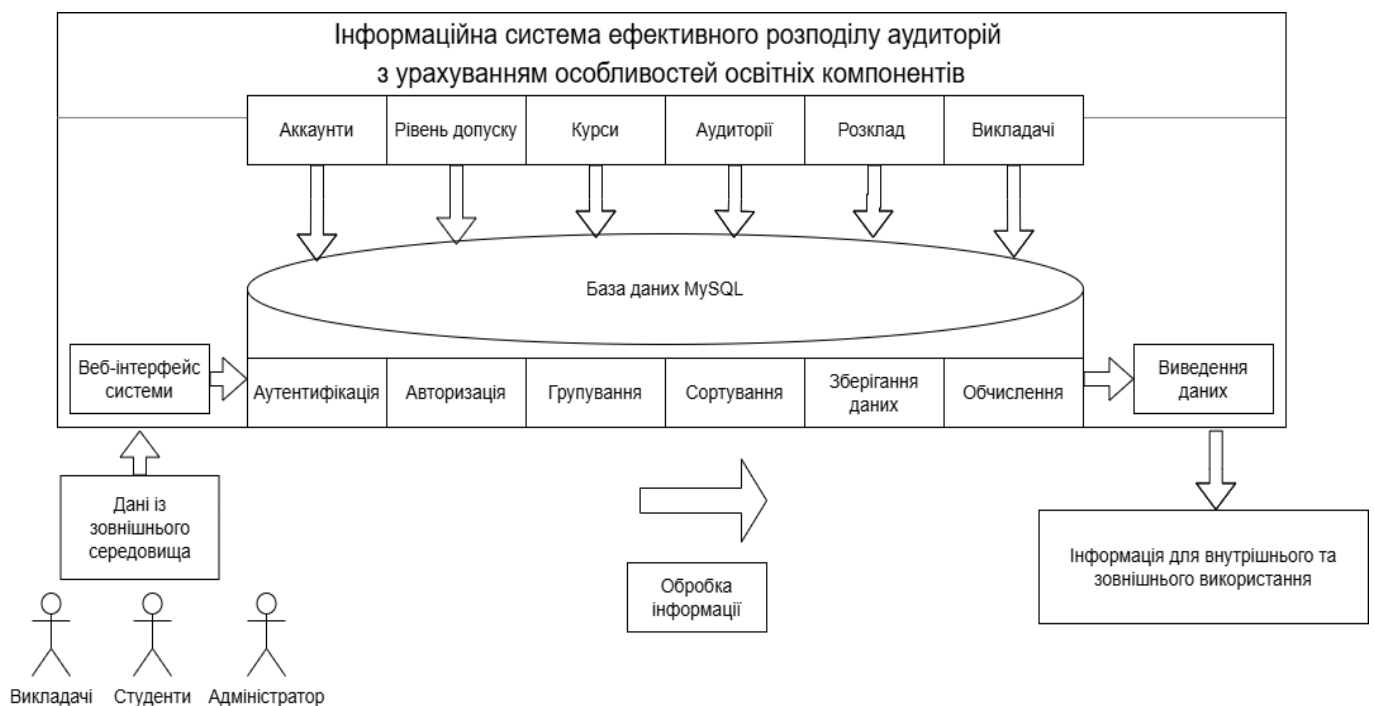 Інформаційна система ефективного розподілу аудиторій
з урахуванням особливостей освітніх компонентів
Аккаунти
Рівень допуску
Курси
Аудиторії
Розклад
Викладачі
База даних MySQL
Веб-інтерфейс
системи
Аутентифікація
Авторизація
Групування
Сортування
Зберігання
даних
Обчислення
Виведення
даних
Дані із
зовнішнього
середовища
Обробка
інформації
Інформація для внутрішнього та
зовнішнього використання
Викладачі
Студенти
Адміністратор